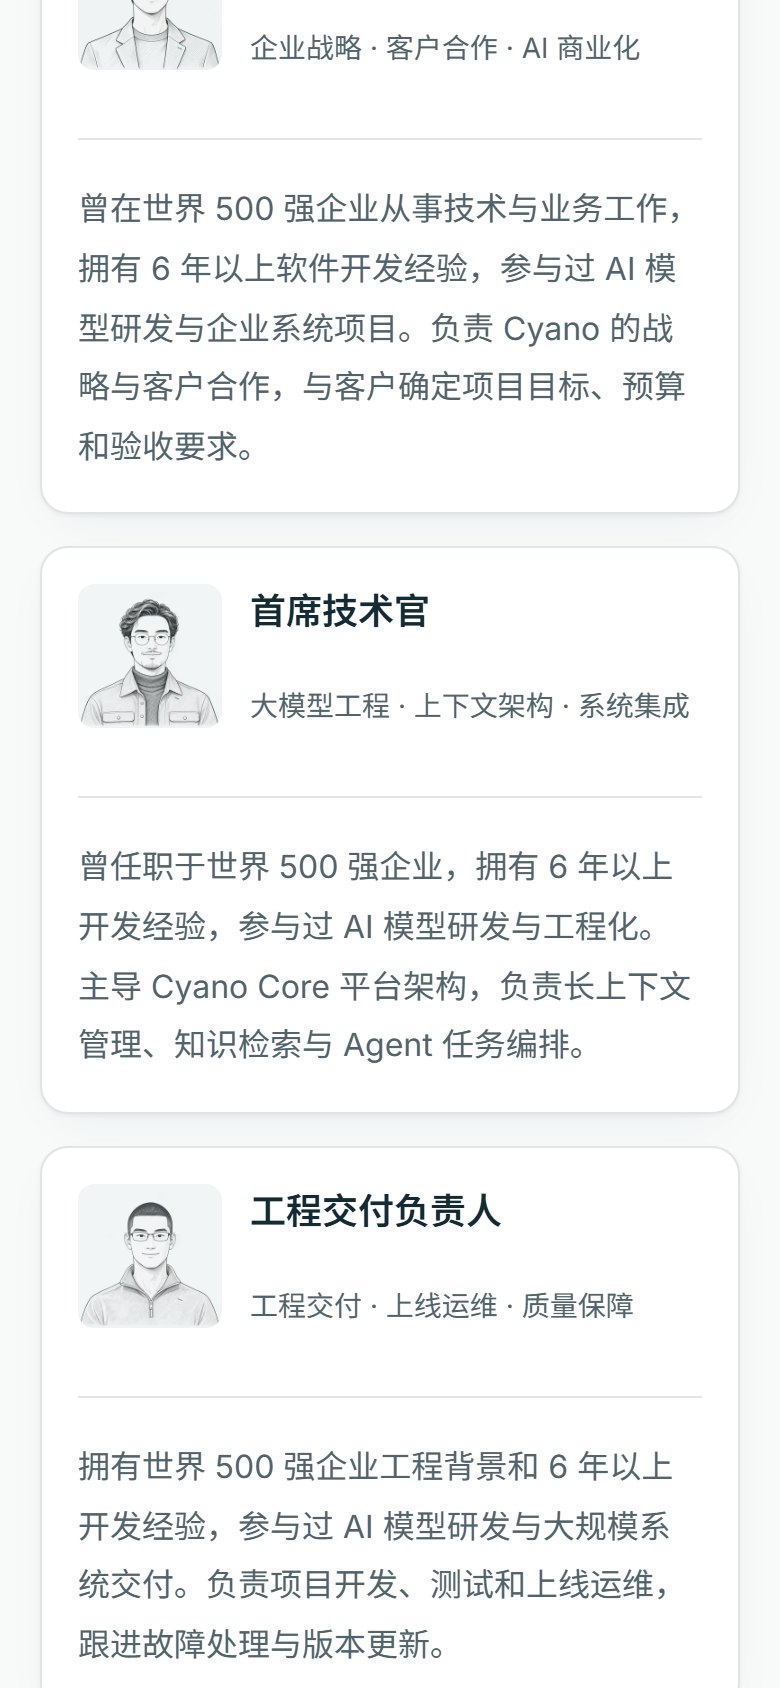 企业战略 · 客户合作 · AI 商业化
曾在世界 500 强企业从事技术与业务工作，
拥有 6 年以上软件开发经验，参与过 AI 模
型研发与企业系统项目。负责 Cyano 的战
略与客户合作，与客户确定项目目标、预算
和验收要求。
首席技术官
大模型工程 · 上下文架构 · 系统集成
曾任职于世界 500 强企业，拥有 6 年以上
开发经验，参与过 AI 模型研发与工程化。
主导 Cyano Core 平台架构，负责长上下文
管理、知识检索与 Agent 任务编排。
工程交付负责人
工程交付 · 上线运维 · 质量保障
拥有世界 500 强企业工程背景和 6 年以上
开发经验，参与过 AI 模型研发与大规模系
统交付。负责项目开发、测试和上线运维，
跟进故障处理与版本更新。